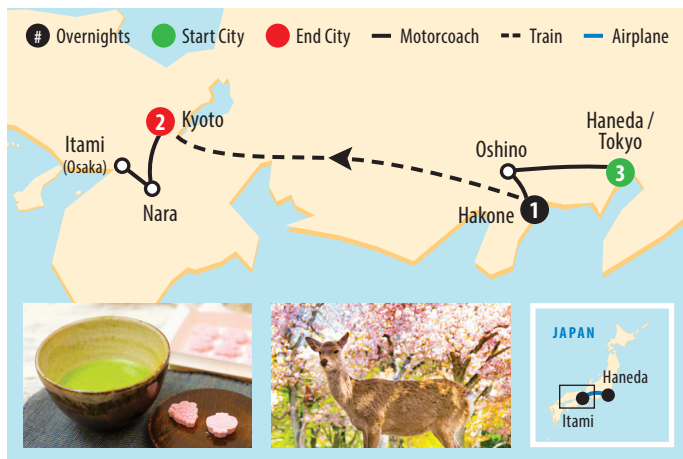 # Overnights Start City End City Motorcoach Train Airplane
2 Kyoto
Itami
(Osaka)
Nara
Oshino
Haneda /
Tokyo
3
Hakone 1
JAPAN
Haneda
Itami